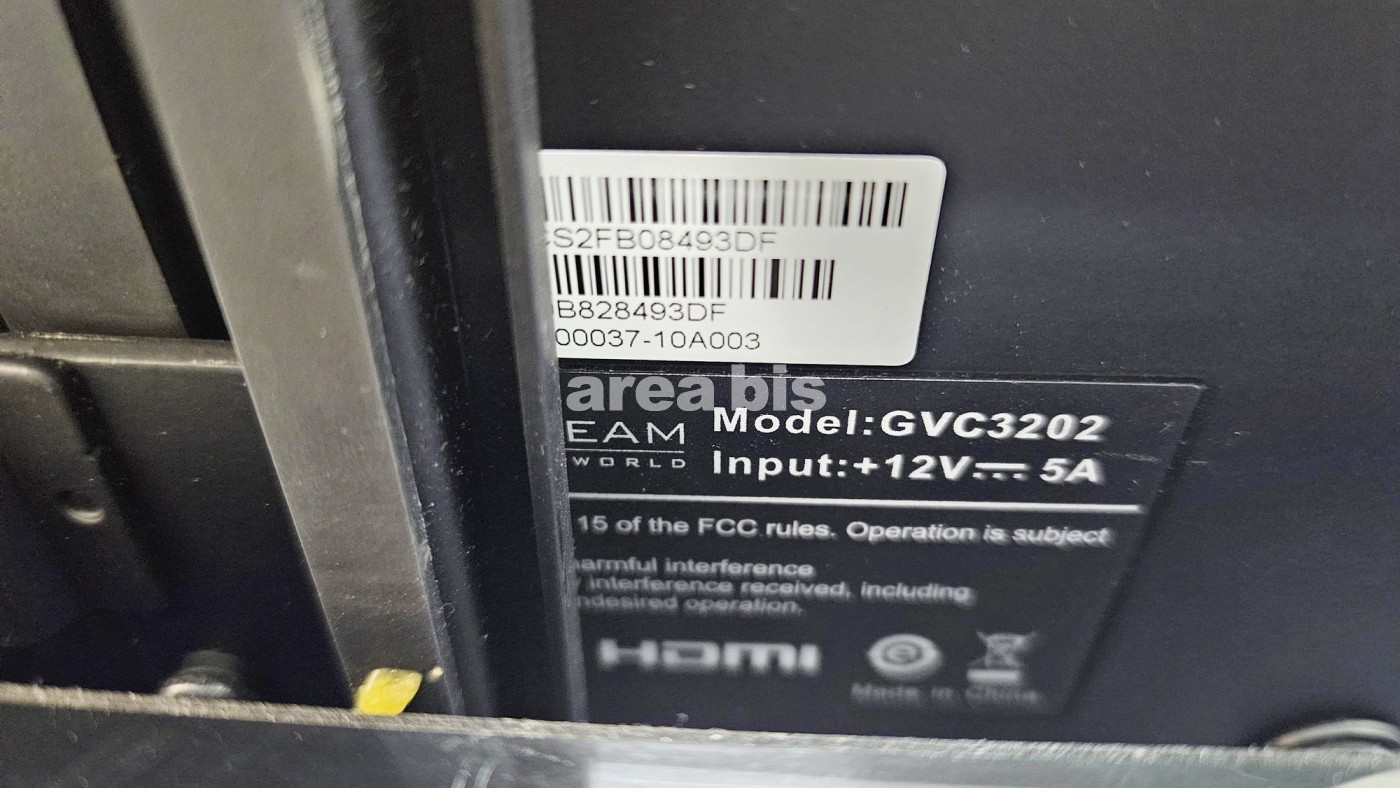 S2FB08493DF
B828493DF
00037-10A003
area bis
EAM
WORLD
Model:GVC3202
Input:+12V⎓5A
15 of the FCC rules. Operation is subject
armful interference
interference received, including
ndesired operation.
HDMI
Made in China